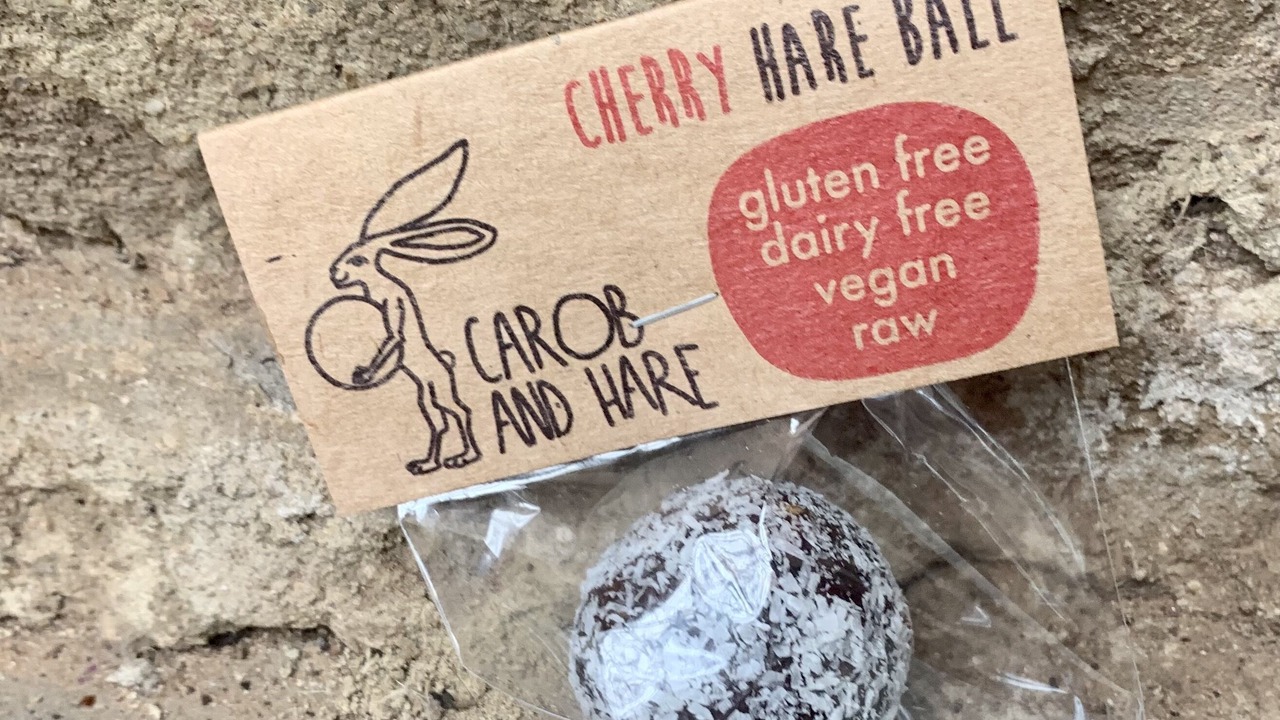 CHERRY HARE BALL
gluten free
dairy free
vegan
raw
CAROB
AND HARE